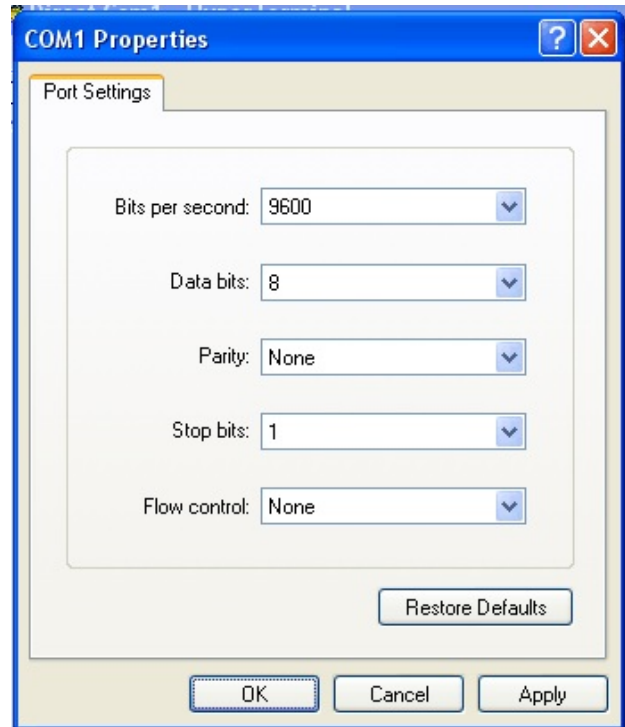 COM1 Properties
Port Settings
Bits per second: 9600
Data bits: 8
Parity: None
Stop bits: 1
Flow control: None
Restore Defaults
OK Cancel Apply